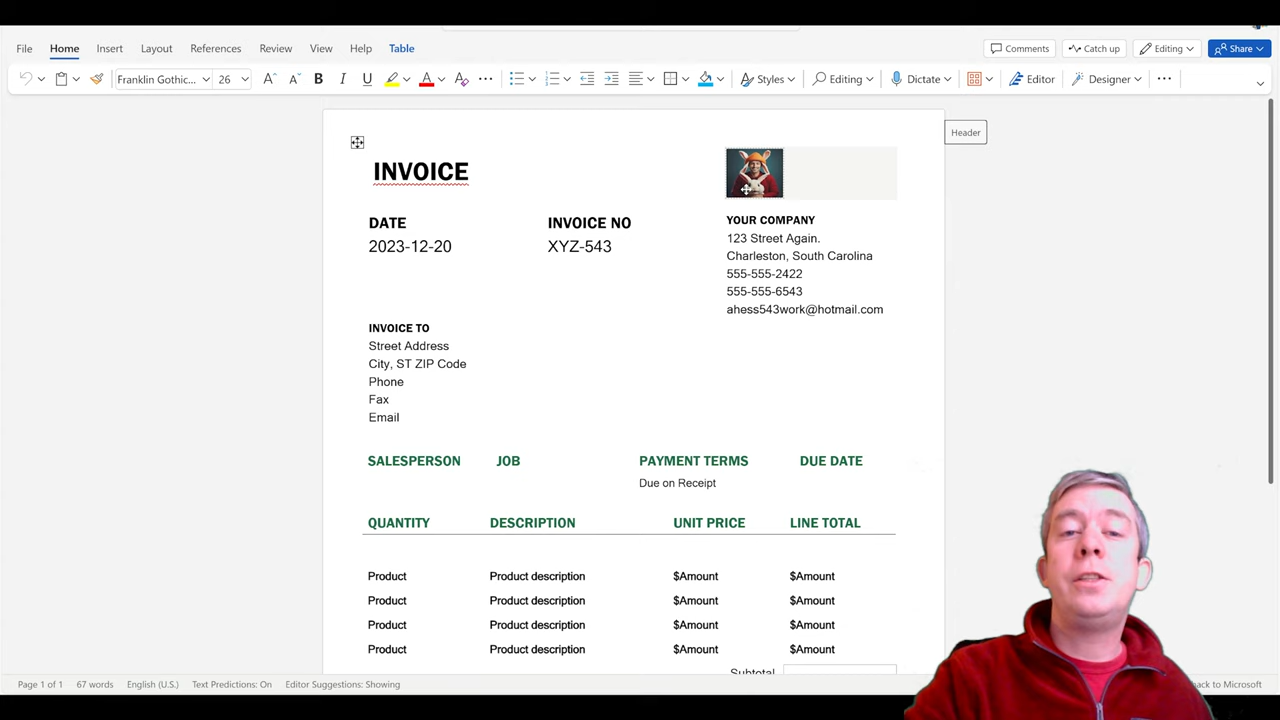 File Home Insert Layout References Review View Help Table Comments Catch up Editing Share
Franklin Gothic... 26 B I U A A Styles Editing Dictate Editor Designer
Header
INVOICE
DATE INVOICE NO YOUR COMPANY
2023-12-20 XYZ-543 123 Street Again.
Charleston, South Carolina
555-555-2422
555-555-6543
ahess543work@hotmail.com
INVOICE TO
Street Address
City, ST ZIP Code
Phone
Fax
Email
SALESPERSON JOB PAYMENT TERMS DUE DATE
Due on Receipt
QUANTITY DESCRIPTION UNIT PRICE LINE TOTAL
Product Product description $Amount $Amount
Product Product description $Amount $Amount
Product Product description $Amount $Amount
Product Product description $Amount $Amount
Subtotal
Page 1 of 1 67 words English (U.S.) Text Predictions: On Editor Suggestions: Showing back to Microsoft